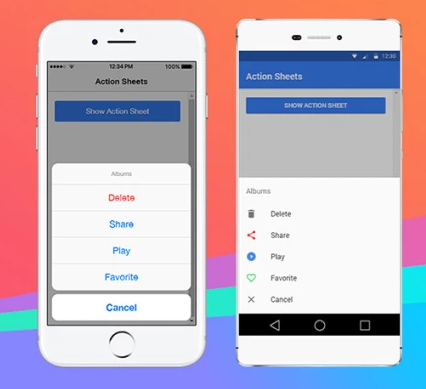 12:34 PM
100%
Action Sheets
Show Action Sheet
Albums
Delete
Share
Play
Favorite
Cancel
12:30
Action Sheets
SHOW ACTION SHEET
Albums
Delete
Share
Play
Favorite
Cancel